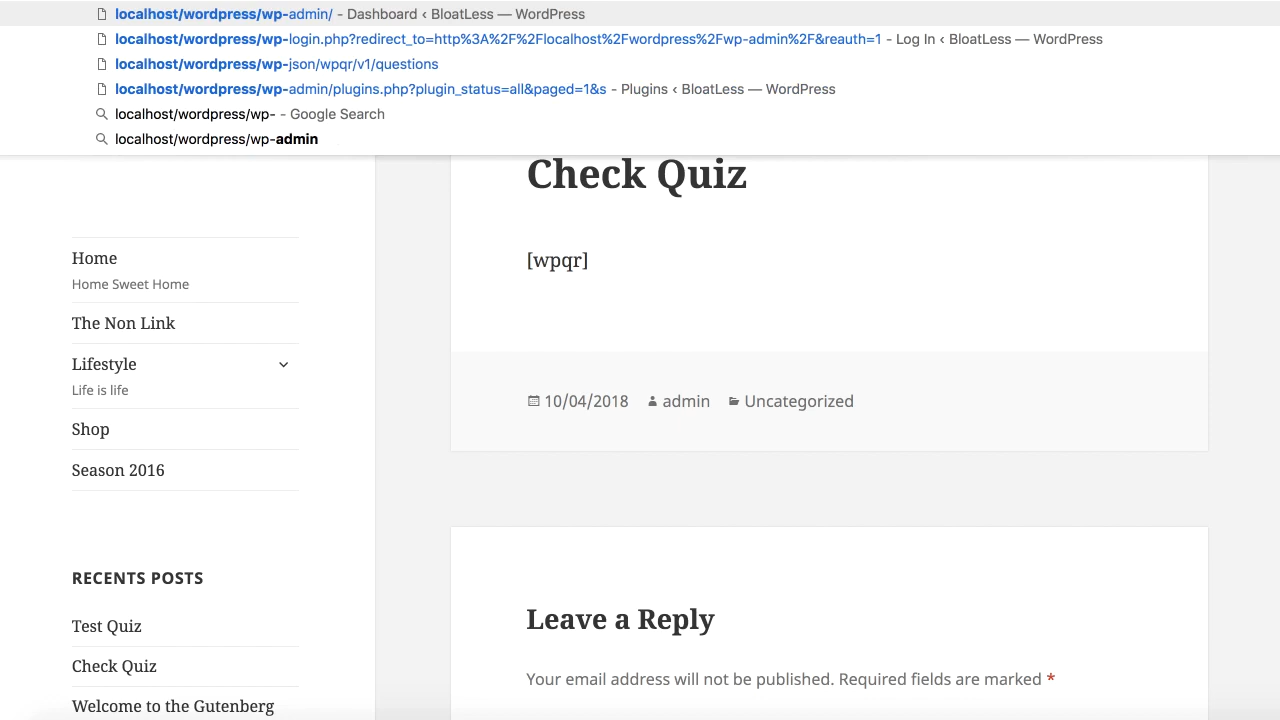 localhost/wordpress/wp-admin/ - Dashboard ‹ BloatLess — WordPress
localhost/wordpress/wp-login.php?redirect_to=http%3A%2F%2Flocalhost%2Fwordpress%2Fwp-admin%2F&reauth=1 - Log In ‹ BloatLess — WordPress
localhost/wordpress/wp-json/wpqr/v1/questions
localhost/wordpress/wp-admin/plugins.php?plugin_status=all&paged=1&s - Plugins ‹ BloatLess — WordPress
localhost/wordpress/wp- - Google Search
localhost/wordpress/wp-admin
Home
Home Sweet Home
The Non Link
Lifestyle
Life is life
Shop
Season 2016
RECENTS POSTS
Test Quiz
Check Quiz
Welcome to the Gutenberg
Check Quiz
[wpqr]
10/04/2018 admin Uncategorized
Leave a Reply
Your email address will not be published. Required fields are marked *